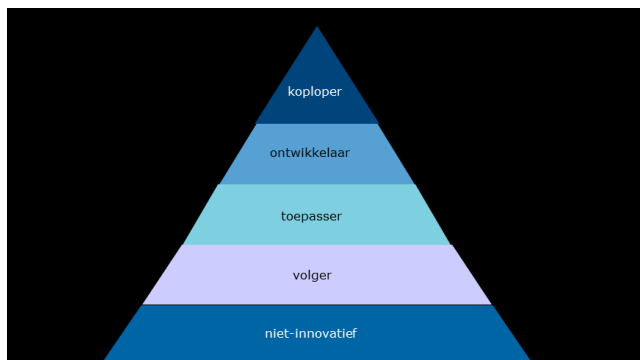 koploper
ontwikkelaar
toepasser
volger
niet-innovatief